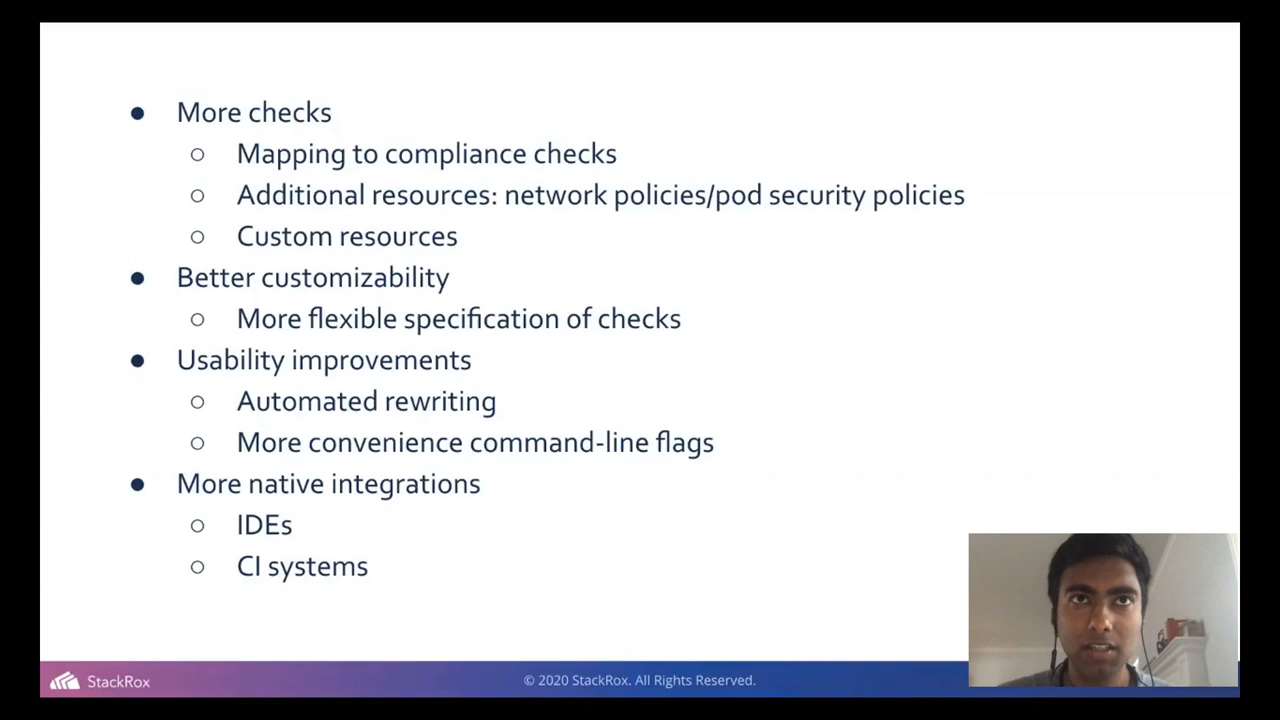 ● More checks
○ Mapping to compliance checks
○ Additional resources: network policies/pod security policies
○ Custom resources
● Better customizability
○ More flexible specification of checks
● Usability improvements
○ Automated rewriting
○ More convenience command-line flags
● More native integrations
○ IDEs
○ CI systems
StackRox
© 2020 StackRox. All Rights Reserved.